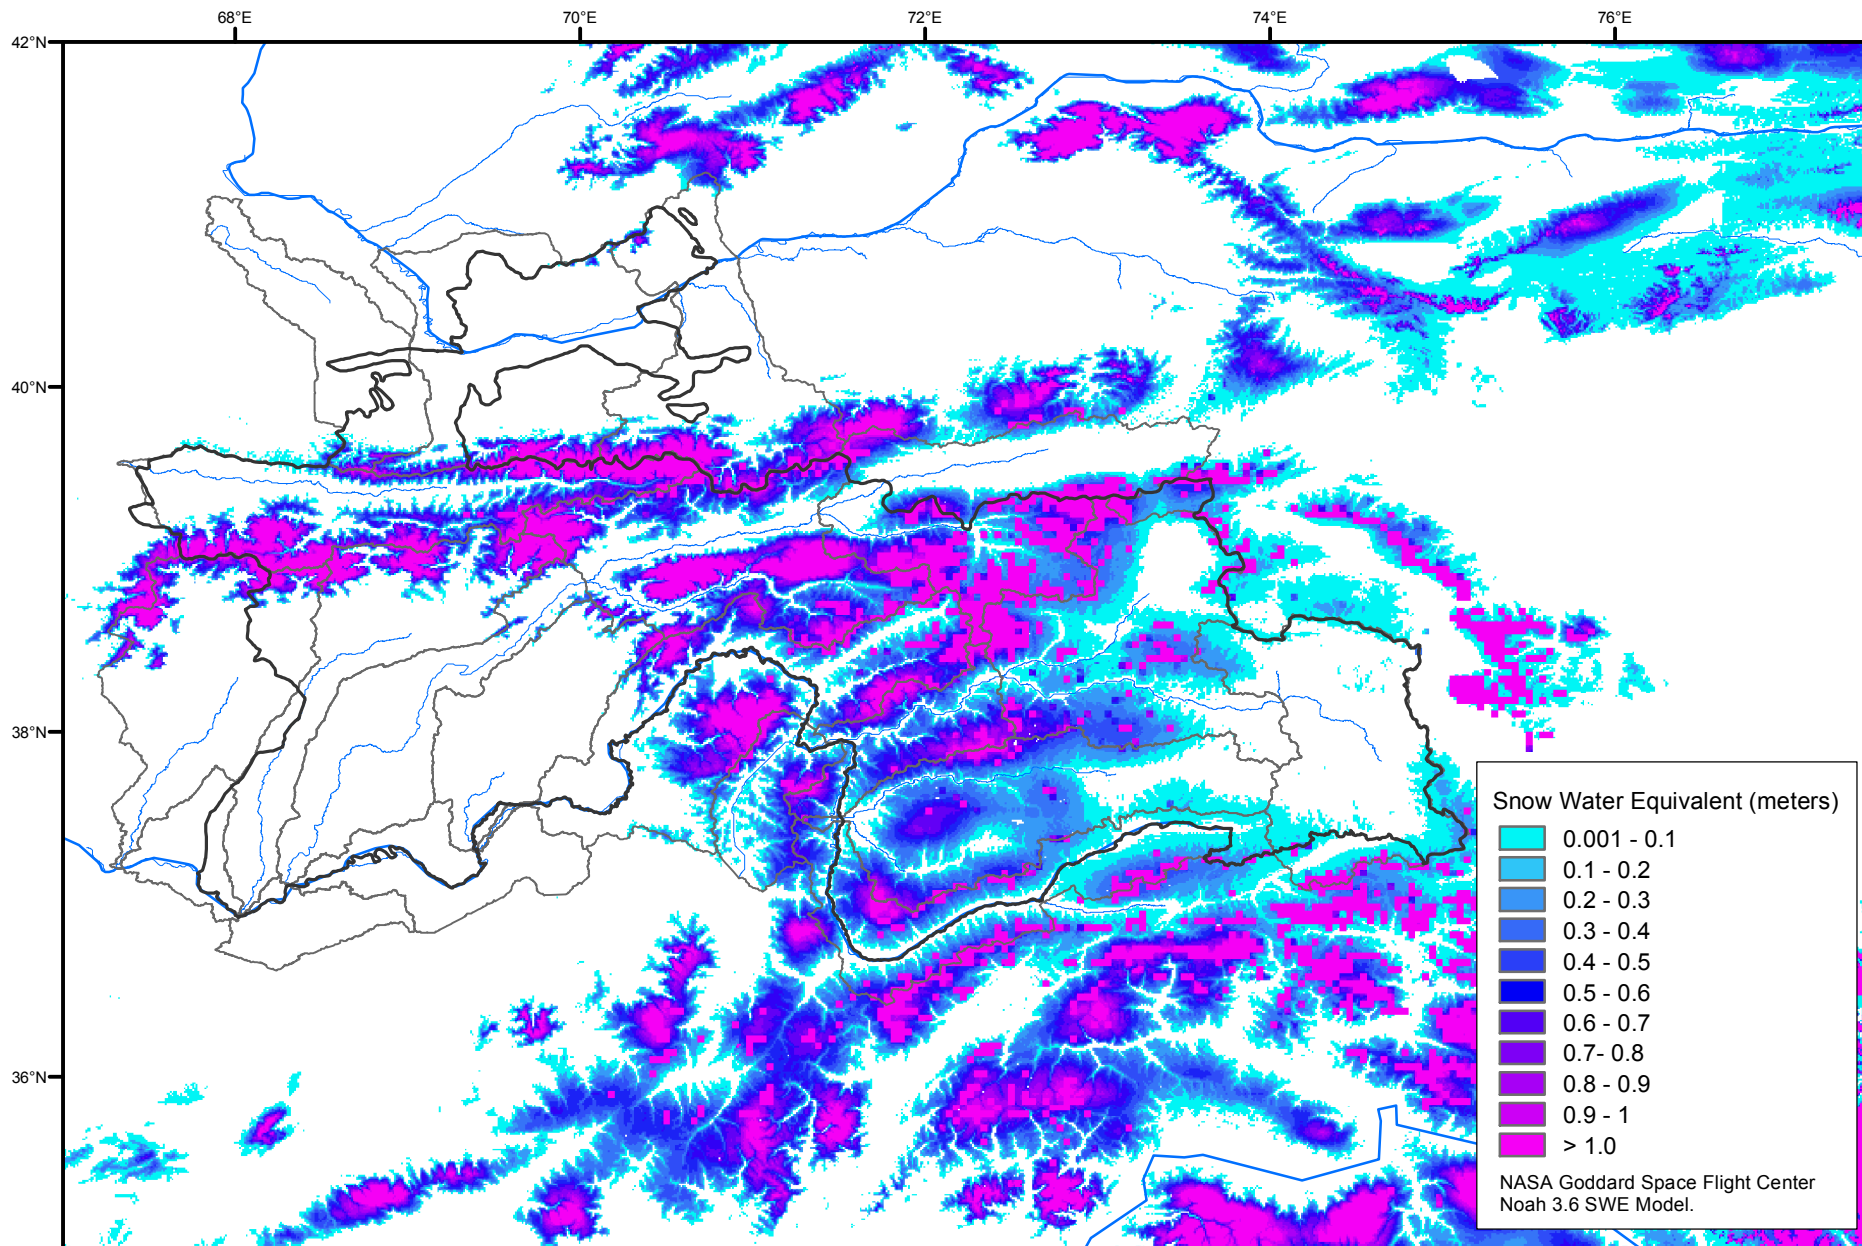 68°E
70°E
72°E
74°E
76°E
42°N
40°N
38°N
36°N
Snow Water Equivalent (meters)
0.001 - 0.1
0.1 - 0.2
0.2 - 0.3
0.3 - 0.4
0.4 - 0.5
0.5 - 0.6
0.6 - 0.7
0.7- 0.8
0.8 - 0.9
0.9 - 1
> 1.0
NASA Goddard Space Flight Center
Noah 3.6 SWE Model.